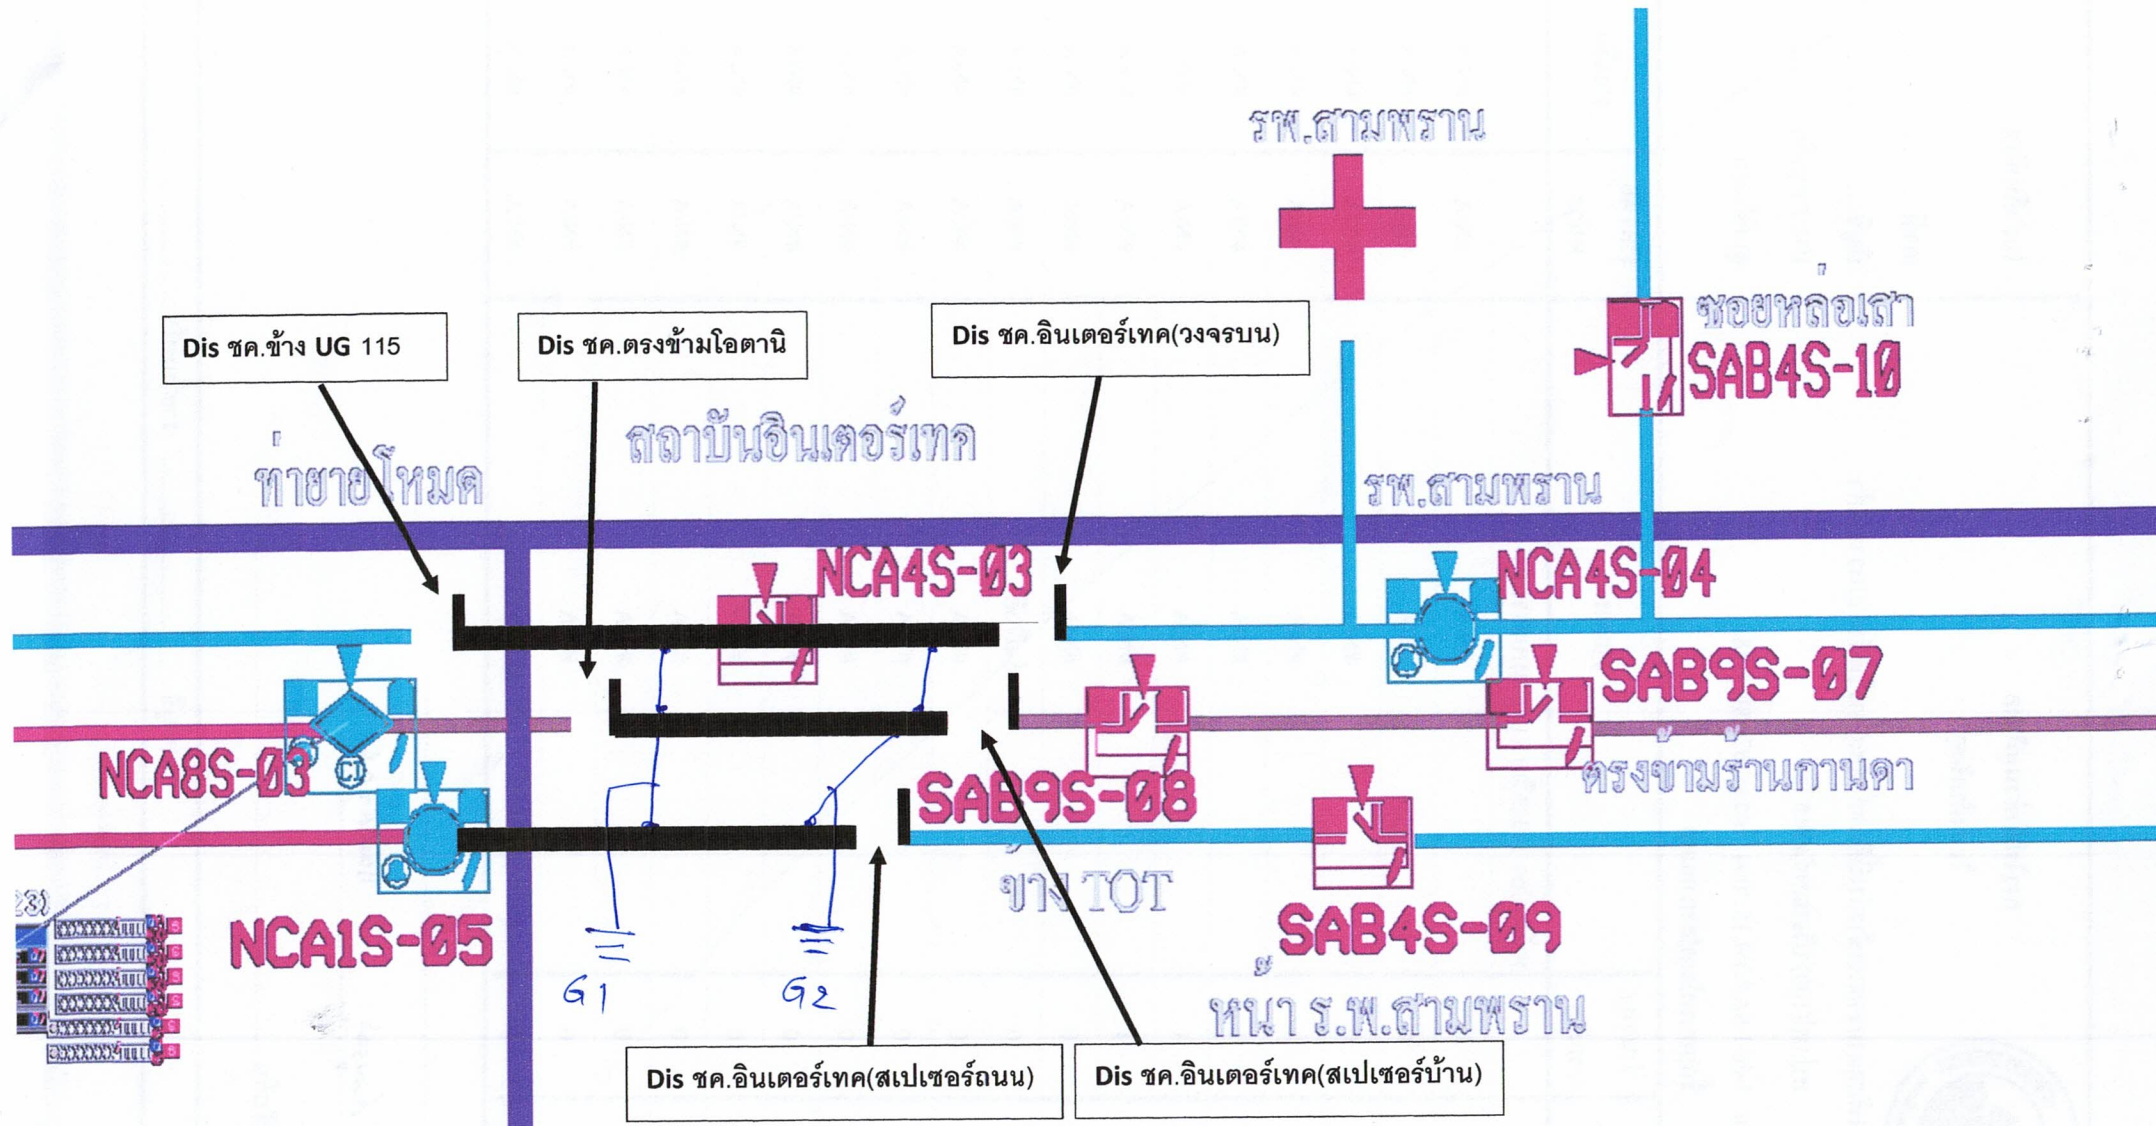 รพ.สามพราน
ซอยหล่อเสา
SAB4S-10
Dis ชค.ข้าง UG 115
Dis ชค.ตรงข้ามโอตานิ
Dis ชค.อินเตอร์เทค(วงจรบน)
ท่ายายโหมด
สถาบันอินเตอร์เทค
รพ.สามพราน
NCA4S-03
NCA4S-04
SAB9S-07
ตรงข้ามร้านกานดา
NCA8S-03
CI
SAB9S-08
ข้าง TOT
NCA1S-05
SAB4S-09
หน้า ร.พ.สามพราน
23)
G1
G2
Dis ชค.อินเตอร์เทค(สเปเซอร์ถนน)
Dis ชค.อินเตอร์เทค(สเปเซอร์บ้าน)